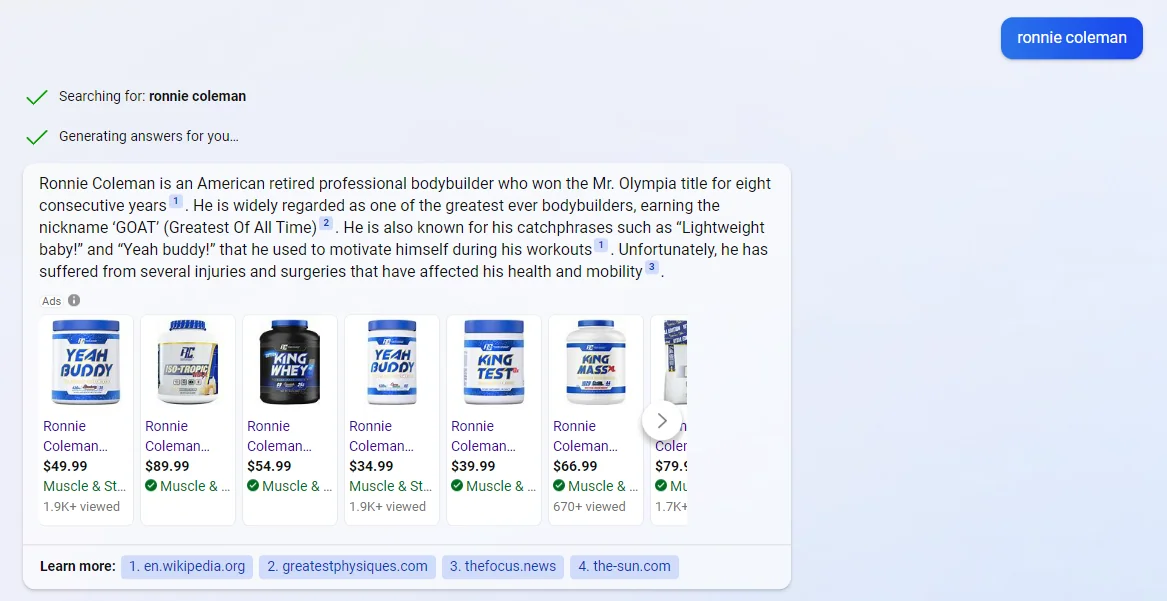 ronnie coleman
Searching for: ronnie coleman
Generating answers for you...
Ronnie Coleman is an American retired professional bodybuilder who won the Mr. Olympia title for eight
consecutive years 1 . He is widely regarded as one of the greatest ever bodybuilders, earning the
nickname ‘GOAT’ (Greatest Of All Time) 2 . He is also known for his catchphrases such as “Lightweight
baby!” and “Yeah buddy!” that he used to motivate himself during his workouts 1 . Unfortunately, he has
suffered from several injuries and surgeries that have affected his health and mobility 3 .
Ads
YEAH
BUDDY
ISO-TROPIC
KING
WHEY
YEAH
BUDDY
KING
TEST
KING
MASS XL
Ronnie
Coleman...
$49.99
Muscle & St...
1.9K+ viewed
Ronnie
Coleman...
$89.99
Muscle & ...
Ronnie
Coleman...
$54.99
Muscle & ...
Ronnie
Coleman...
$34.99
Muscle & St...
1.9K+ viewed
Ronnie
Coleman...
$39.99
Muscle & ...
Ronnie
Coleman...
$66.99
Muscle & ...
670+ viewed
$79.9
Mu
1.7K+
Learn more: 1. en.wikipedia.org 2. greatestphysiques.com 3. thefocus.news 4. the-sun.com